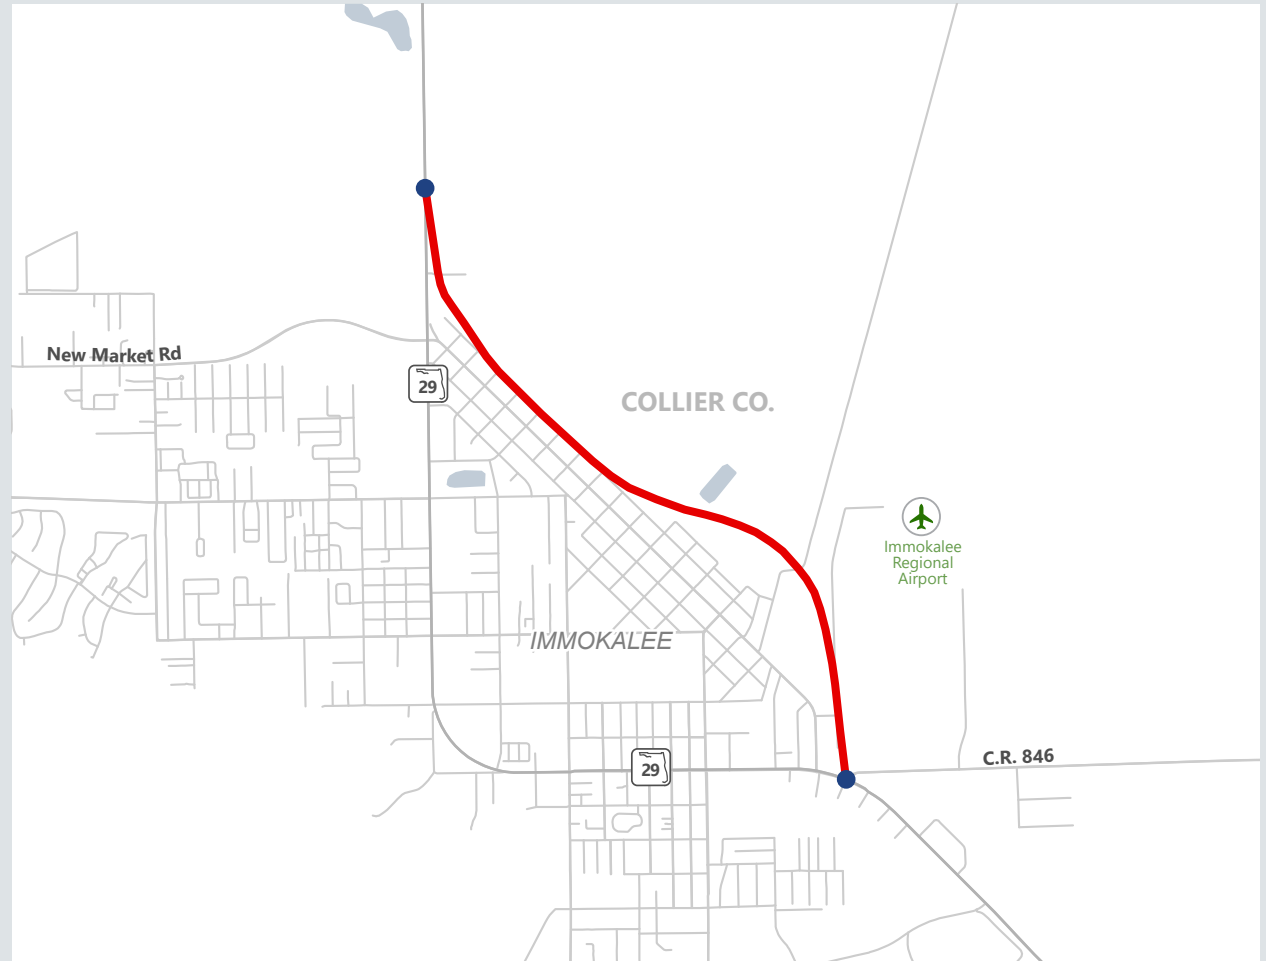 New Market Rd
29
COLLIER CO.
Immokalee
Regional
Airport
IMMOKALEE
C.R. 846
29